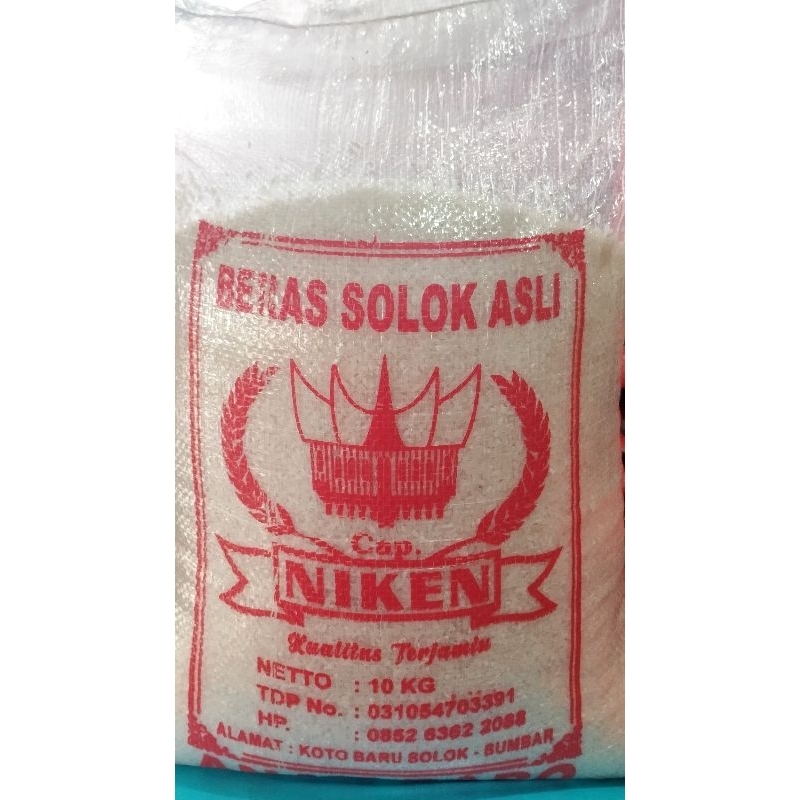 BERAS SOLOK ASLI
Cap.
NIKEN
Kualitas Terjamin
NETTO : 10 KG
TDP No. : 031054703391
HP. : 0852 6362 2088
ALAMAT : KOTO BARU SOLOK - SUMBAR